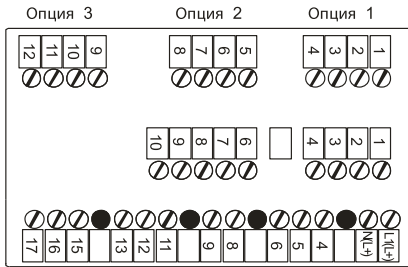 Опция 3 Опция 2 Опция 1
12 11 10 9 8 7 6 5 4 3 2 1
10 9 8 7 6 4 3 2 1
17 16 15 13 12 11 9 8 6 5 4 N(L+) L1(L+)